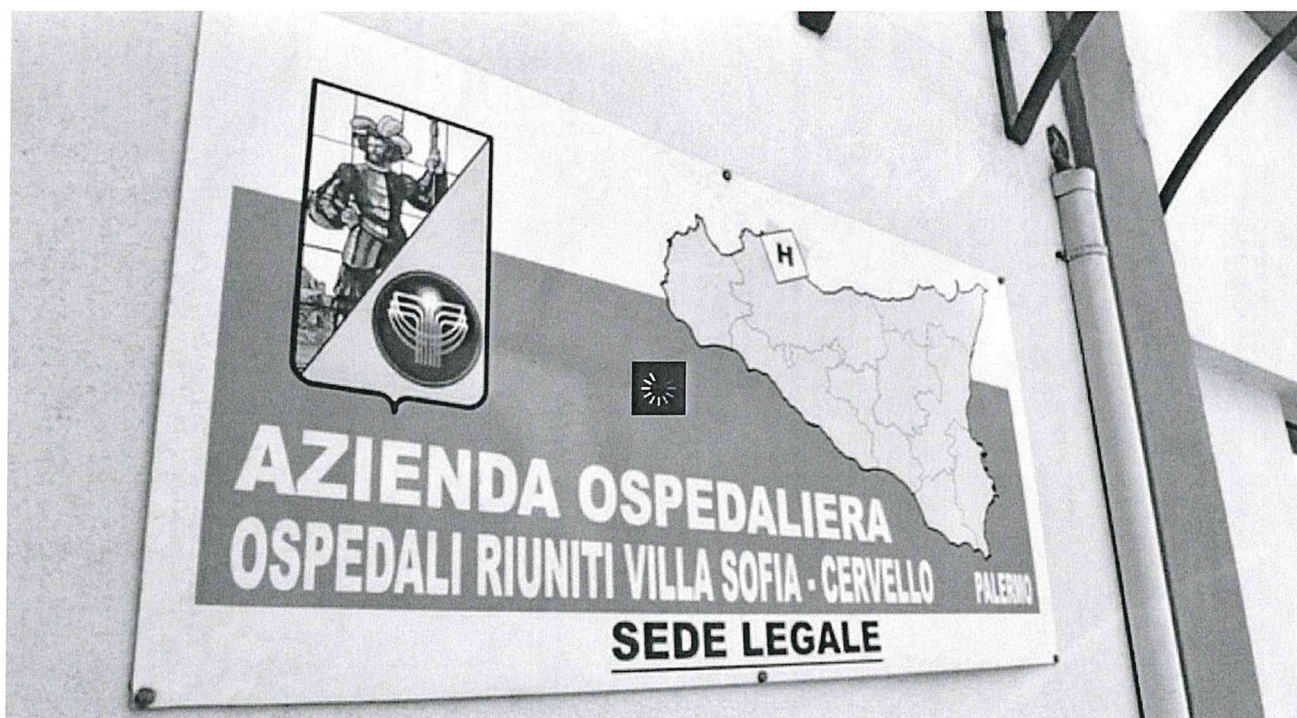 H
AZIENDA OSPEDALIERA
OSPEDALI RIUNITI VILLA SOFIA - CERVELLO PALERMO
SEDE LEGALE